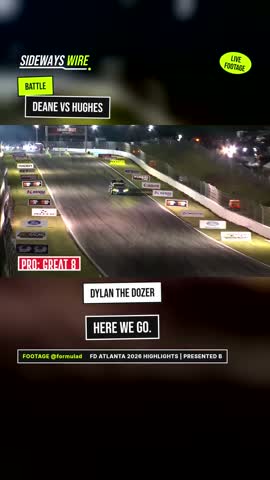 SIDEWAYS WIRE.
LIVE
FOOTAGE
BATTLE
DEANE VS HUGHES
PRO: GREAT 8
DYLAN THE DOZER
HERE WE GO.
FOOTAGE @formulad FD ATLANTA 2026 HIGHLIGHTS | PRESENTED B